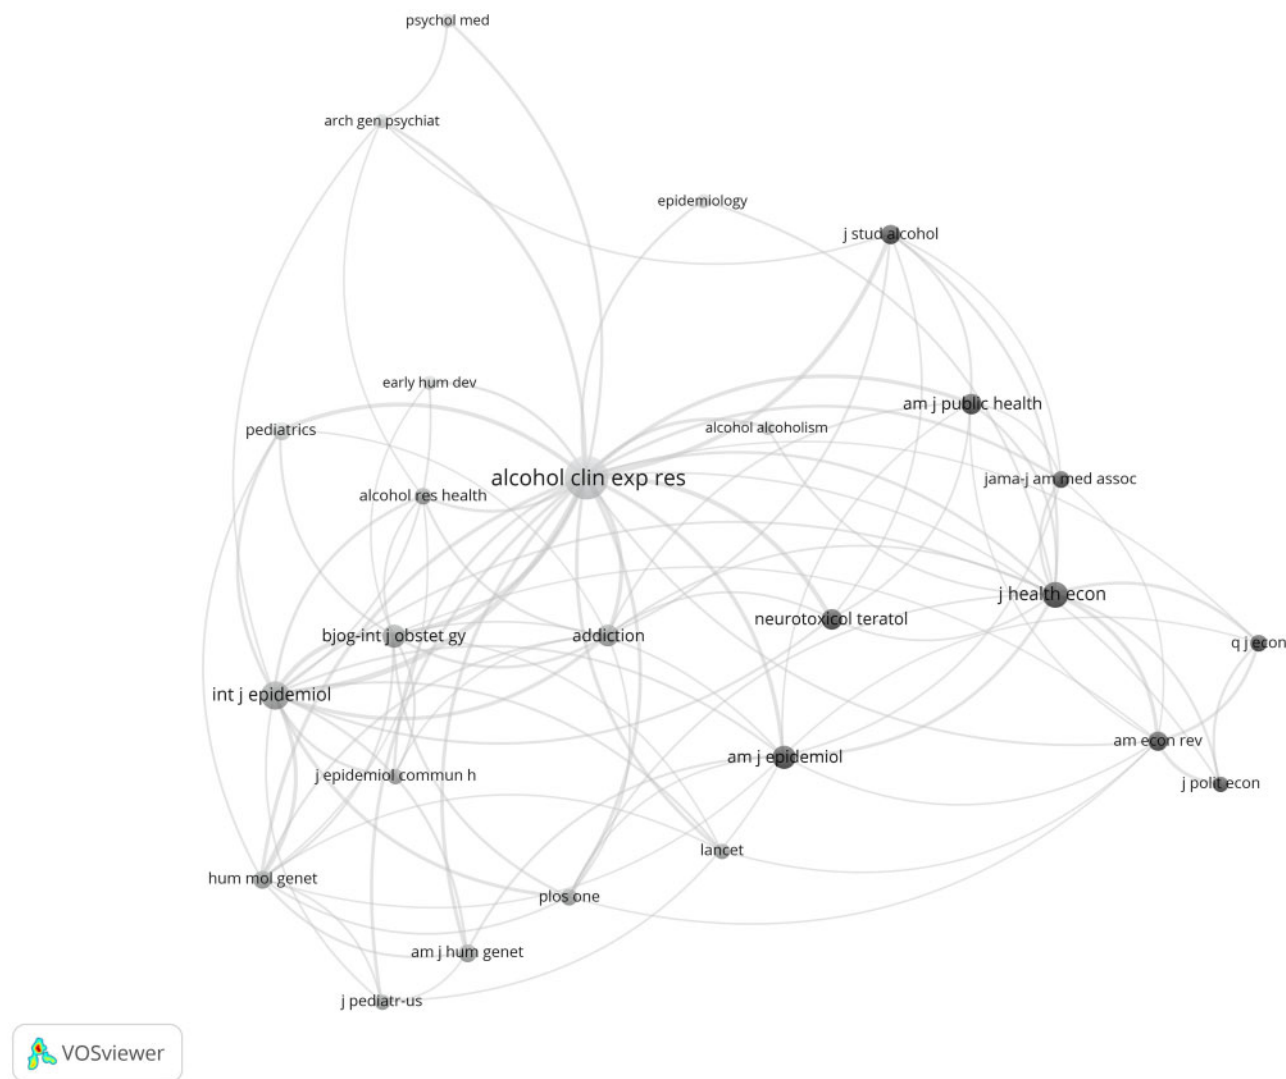 psychol med
arch gen psychiat
epidemiology
j stud alcohol
early hum dev
am j public health
pediatrics
alcohol alcoholism
alcohol clin exp res
jama-j am med assoc
alcohol res health
j health econ
neurotoxicol teratol
bjog-int j obstet gy
addiction
q j econ
int j epidemiol
am econ rev
am j epidemiol
j epidemiol commun h
j polit econ
lancet
hum mol genet
plos one
am j hum genet
j pediatr-us
VOSviewer